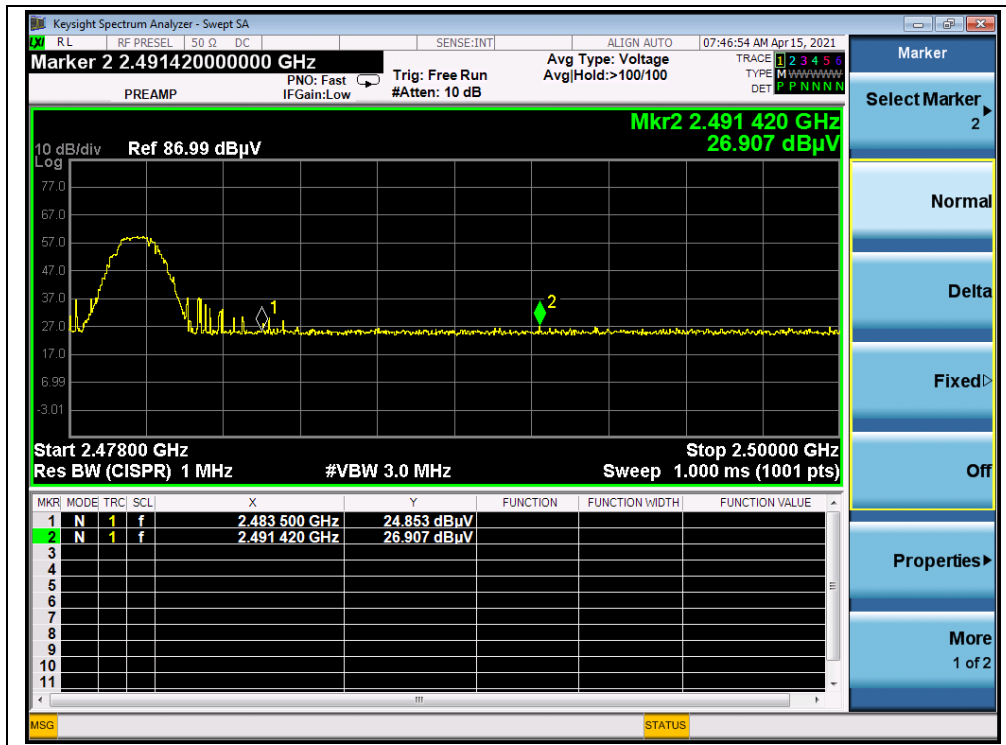 Keysight Spectrum Analyzer - Swept SA
LXI RL RF PRESEL 50 Ω DC SENSE:INT ALIGN AUTO 07:46:54 AM Apr 15, 2021
Marker 2 2.491420000000 GHz
PREAMP
PNO: Fast
IFGain:Low
Trig: Free Run
#Atten: 10 dB
Avg Type: Voltage
Avg|Hold:>100/100
TRACE 1 2 3 4 5 6
TYPE M WWWWW
DET P P N N N N
Mkr2 2.491 420 GHz
26.907 dBµV
10 dB/div Ref 86.99 dBµV
Log
77.0
67.0
57.0
47.0
37.0
27.0
17.0
6.99
-3.01
1
2
Start 2.47800 GHz Stop 2.50000 GHz
Res BW (CISPR) 1 MHz #VBW 3.0 MHz Sweep 1.000 ms (1001 pts)
MKR MODE TRC SCL X Y FUNCTION FUNCTION WIDTH FUNCTION VALUE
1 N 1 f 2.483 500 GHz 24.853 dBµV
2 N 1 f 2.491 420 GHz 26.907 dBµV
3
4
5
6
7
8
9
10
11
MSG STATUS
Marker
Select Marker
2
Normal
Delta
Fixed
Off
Properties
More
1 of 2